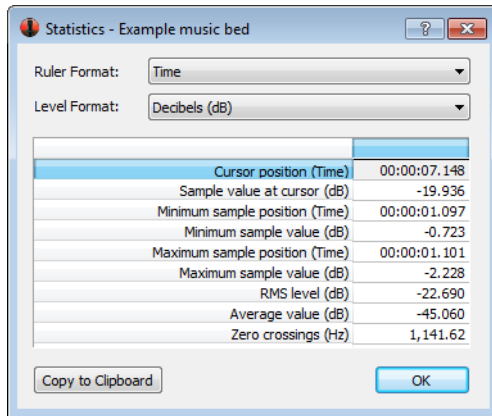 Statistics - Example music bed
Ruler Format: Time
Level Format: Decibels (dB)
Cursor position (Time) 00:00:07.148
Sample value at cursor (dB) -19.936
Minimum sample position (Time) 00:00:01.097
Minimum sample value (dB) -0.723
Maximum sample position (Time) 00:00:01.101
Maximum sample value (dB) -2.228
RMS level (dB) -22.690
Average value (dB) -45.060
Zero crossings (Hz) 1,141.62
Copy to Clipboard OK